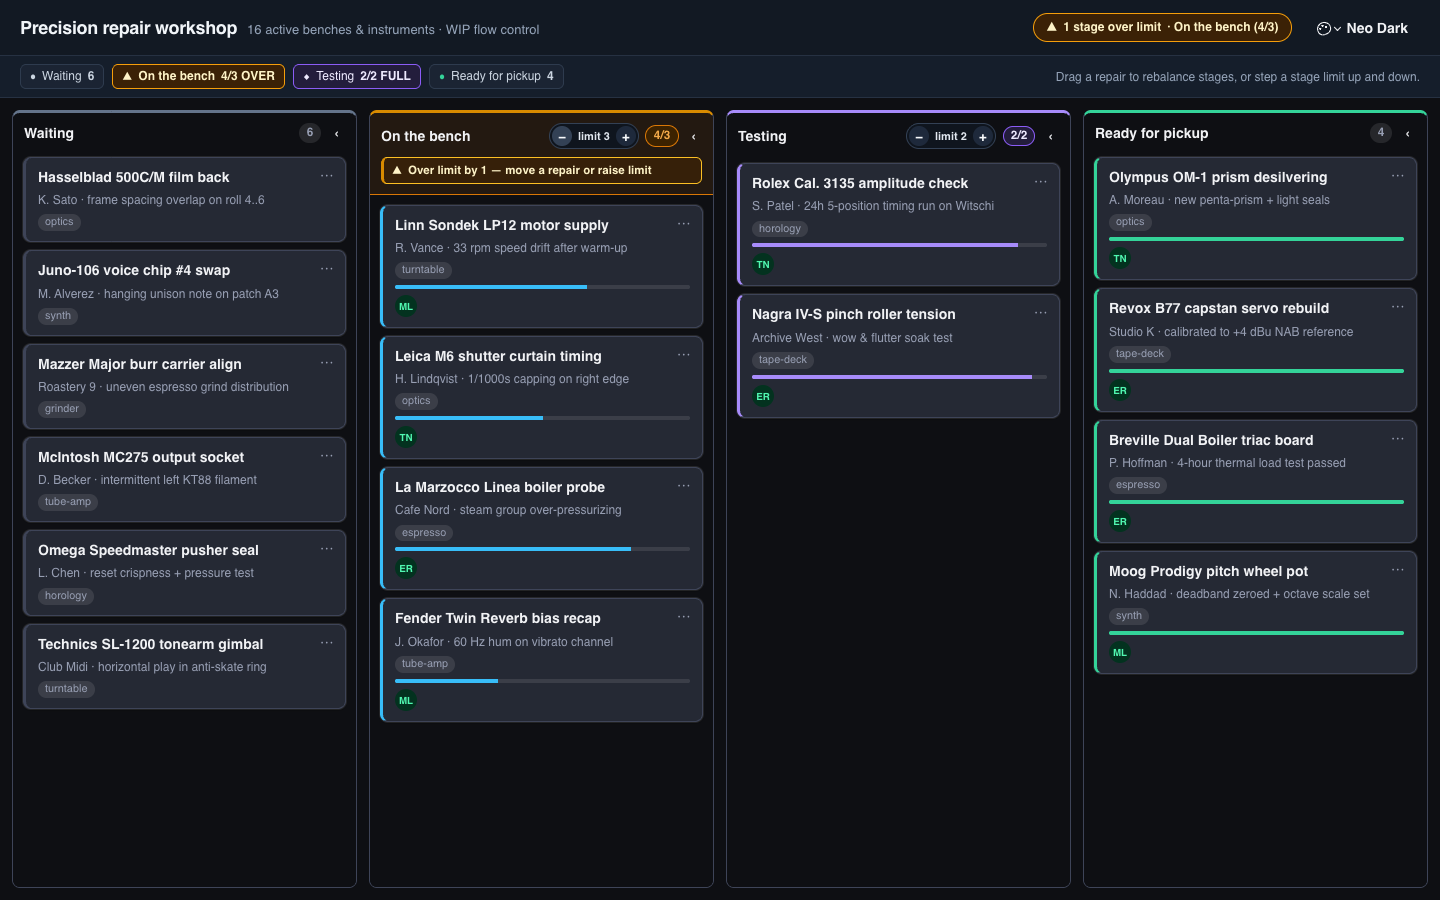 Precision repair workshop 16 active benches & instruments · WIP flow control
▲ 1 stage over limit · On the bench (4/3)
Neo Dark
● Waiting 6
▲ On the bench 4/3 OVER
◆ Testing 2/2 FULL
● Ready for pickup 4
Drag a repair to rebalance stages, or step a stage limit up and down.
Waiting 6 ‹
Hasselblad 500C/M film back ···
K. Sato · frame spacing overlap on roll 4..6
optics
Juno-106 voice chip #4 swap ···
M. Alverez · hanging unison note on patch A3
synth
Mazzer Major burr carrier align ···
Roastery 9 · uneven espresso grind distribution
grinder
McIntosh MC275 output socket ···
D. Becker · intermittent left KT88 filament
tube-amp
Omega Speedmaster pusher seal ···
L. Chen · reset crispness + pressure test
horology
Technics SL-1200 tonearm gimbal ···
Club Midi · horizontal play in anti-skate ring
turntable
On the bench − limit 3 + 4/3 ‹
▲ Over limit by 1 — move a repair or raise limit
Linn Sondek LP12 motor supply ···
R. Vance · 33 rpm speed drift after warm-up
turntable
ML
Leica M6 shutter curtain timing ···
H. Lindqvist · 1/1000s capping on right edge
optics
TN
La Marzocco Linea boiler probe ···
Cafe Nord · steam group over-pressurizing
espresso
ER
Fender Twin Reverb bias recap ···
J. Okafor · 60 Hz hum on vibrato channel
tube-amp
ML
Testing − limit 2 + 2/2 ‹
Rolex Cal. 3135 amplitude check ···
S. Patel · 24h 5-position timing run on Witschi
horology
TN
Nagra IV-S pinch roller tension ···
Archive West · wow & flutter soak test
tape-deck
ER
Ready for pickup 4 ‹
Olympus OM-1 prism desilvering ···
A. Moreau · new penta-prism + light seals
optics
TN
Revox B77 capstan servo rebuild ···
Studio K · calibrated to +4 dBu NAB reference
tape-deck
ER
Breville Dual Boiler triac board ···
P. Hoffman · 4-hour thermal load test passed
espresso
ER
Moog Prodigy pitch wheel pot ···
N. Haddad · deadband zeroed + octave scale set
synth
ML